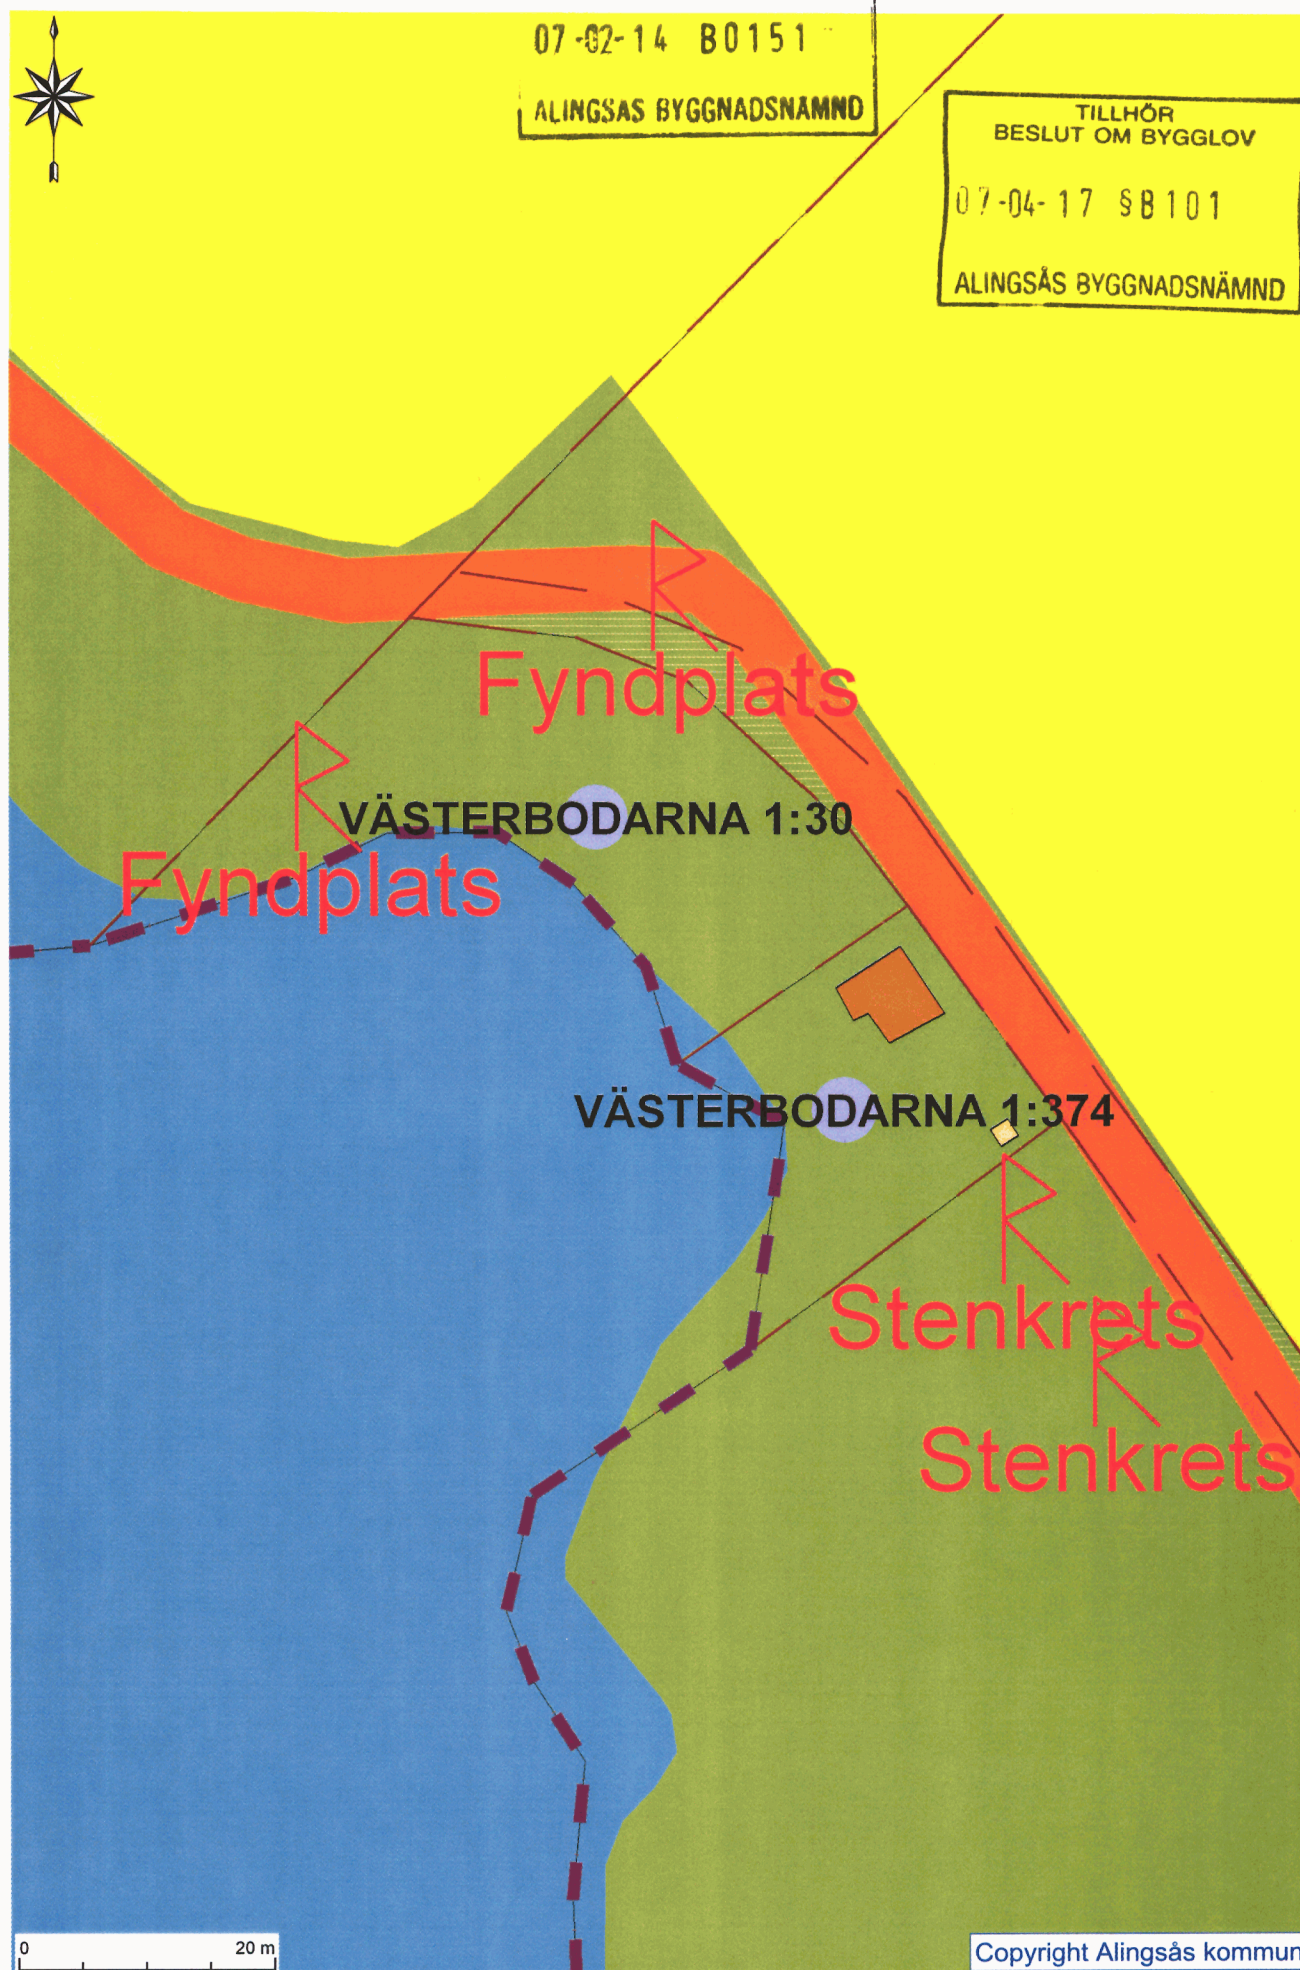 07-02-14 B0151
ALINGSÅS BYGGNADSNÄMND
TILLHÖR
BESLUT OM BYGGLOV
07-04-17 §B101
ALINGSÅS BYGGNADSNÄMND
Fyndplats
VÄSTERBODARNA 1:30
Fyndplats
VÄSTERBODARNA 1:374
Stenkrets
Stenkrets
0 20 m
Copyright Alingsås kommun